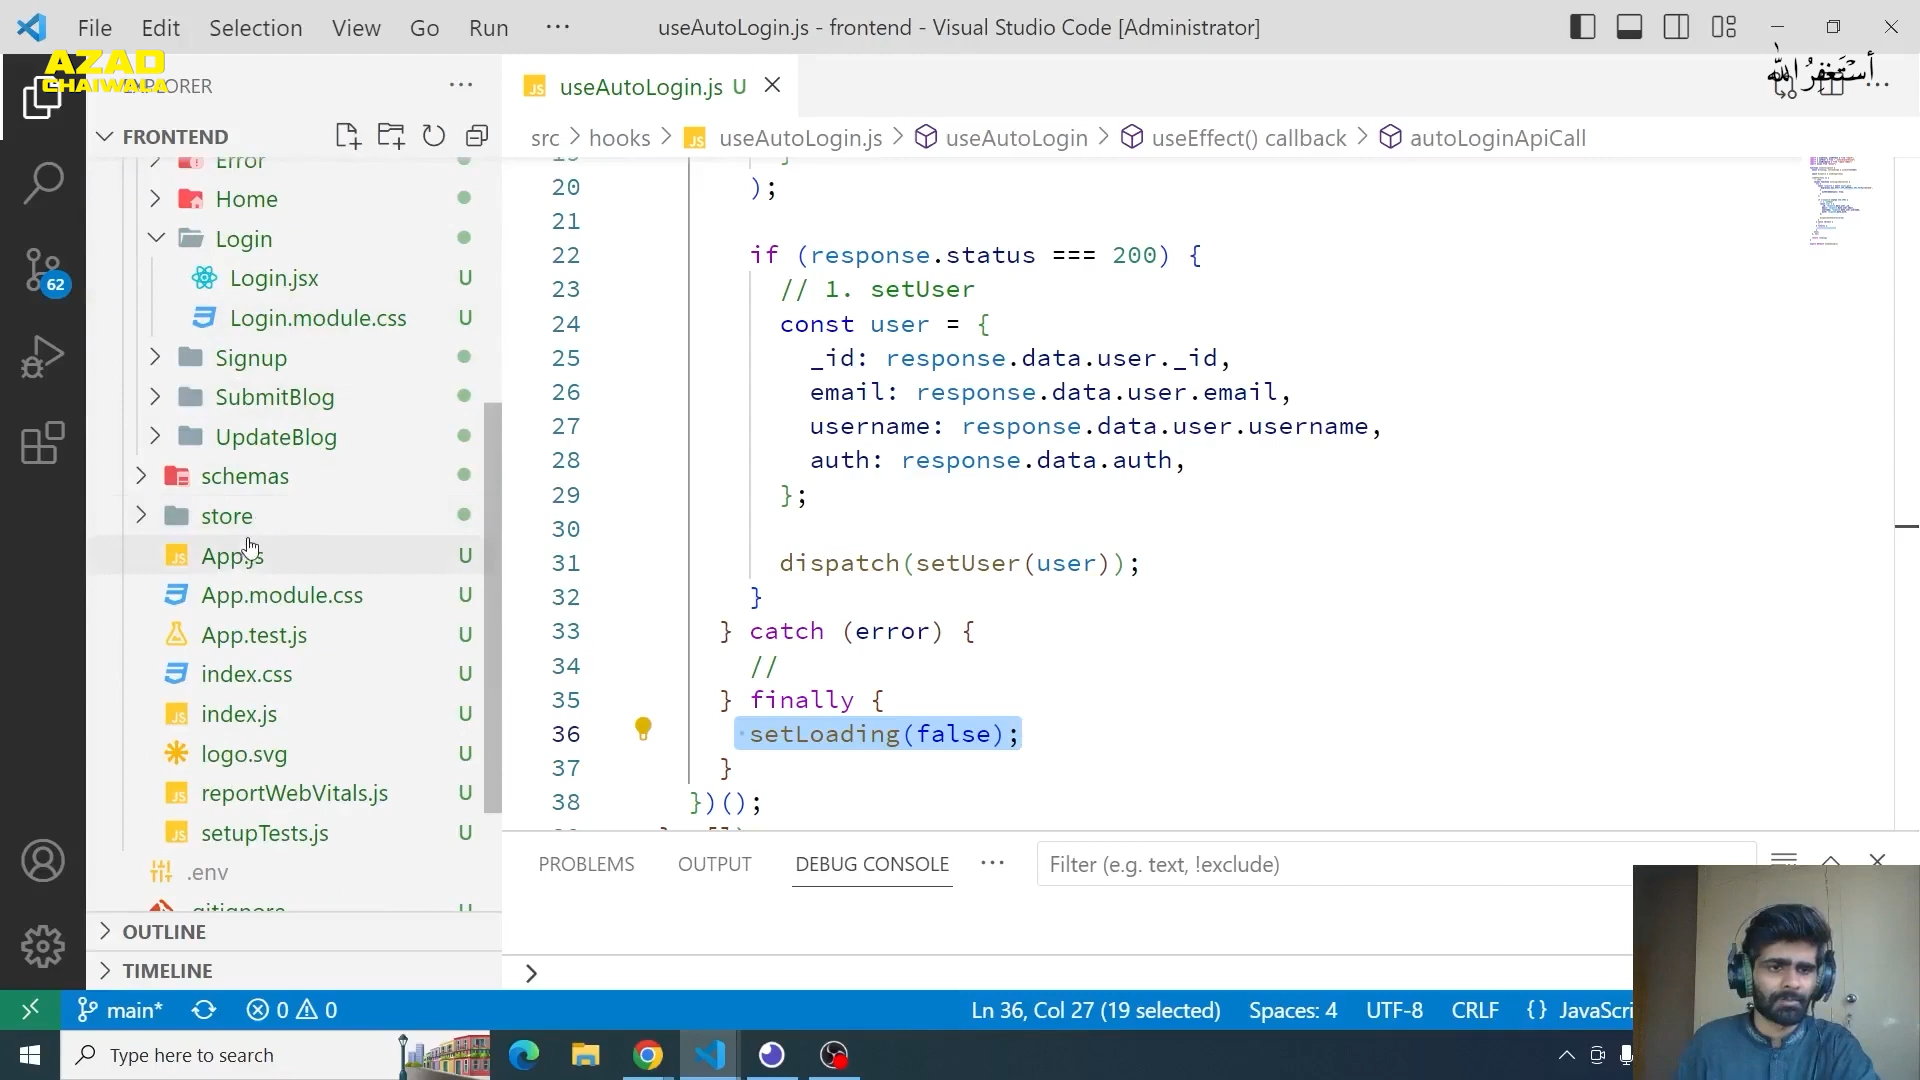 File Edit Selection View Go Run ··· useAutoLogin.js - frontend - Visual Studio Code [Administrator]
AZAD
CHAIWALA
EXPLORER
useAutoLogin.js U
أستغفر الله
FRONTEND
src > hooks > useAutoLogin.js > useAutoLogin > useEffect() callback > autoLoginApiCall
Error
Home
Login
Login.jsx U
Login.module.css U
Signup
SubmitBlog
UpdateBlog
schemas
store
App.js U
App.module.css U
App.test.js U
index.css U
index.js U
logo.svg U
reportWebVitals.js U
setupTests.js U
.env
.gitignore U
OUTLINE
TIMELINE
62
20 );
21
22 if (response.status === 200) {
23 // 1. setUser
24 const user = {
25 _id: response.data.user._id,
26 email: response.data.user.email,
27 username: response.data.user.username,
28 auth: response.data.auth,
29 };
30
31 dispatch(setUser(user));
32 }
33 } catch (error) {
34 //
35 } finally {
36 setLoading(false);
37 }
38 })();
PROBLEMS OUTPUT DEBUG CONSOLE ··· Filter (e.g. text, !exclude)
main* 0 0 Ln 36, Col 27 (19 selected) Spaces: 4 UTF-8 CRLF {} JavaScri
Type here to search